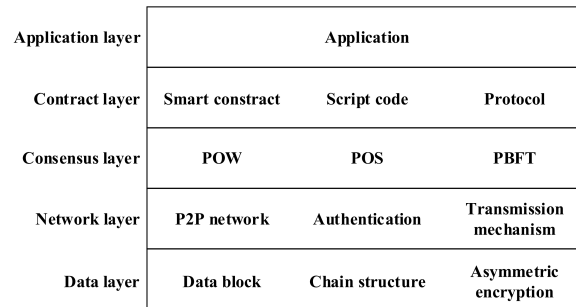 Application layer Application
Contract layer Smart constract Script code Protocol
Consensus layer POW POS PBFT
Network layer P2P network Authentication Transmission
mechanism
Data layer Data block Chain structure Asymmetric
encryption